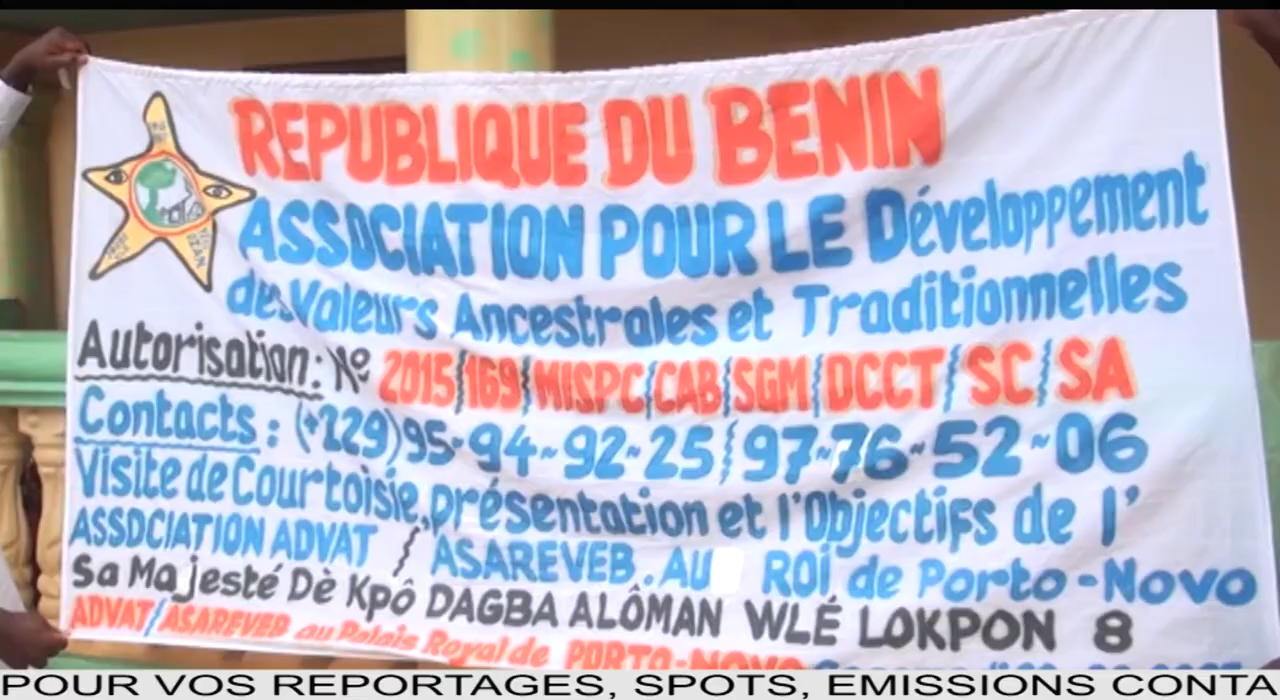 REPUBLIQUE DU BENIN
ASSOCIATION POUR LE Développement
des Valeurs Ancestrales et Traditionnelles
Autorisation: Nº 2015/169/MISPC/CAB/SGM/DCCT/SC/SA
Contacts: (+229)95-94-92-25/97-76-52-06
Visite de Courtoisie, présentation et l'Objectifs de l'
ASSOCIATION ADVAT / ASAREVEB. AU ROI de Porto-Novo
Sa Majesté Dè Kpô DAGBA ALÔMAN WLÉ LOKPON 8
ADVAT/ASAREVEB au Palais Royal de PORTO-NOVO
POUR VOS REPORTAGES, SPOTS, EMISSIONS CONTA